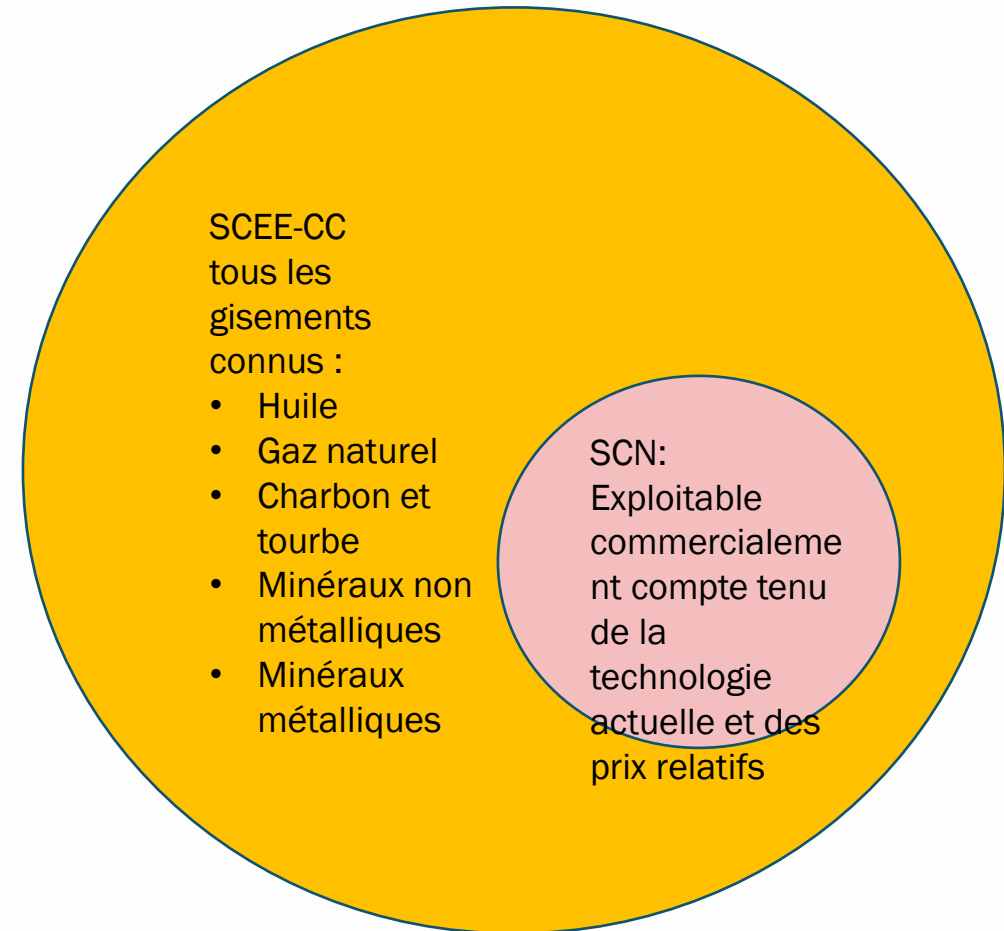 SCEE-CC
tous les
gisements
connus :
• Huile
• Gaz naturel
• Charbon et
tourbe
• Minéraux non
métalliques
• Minéraux
métalliques
SCN:
Exploitable
commercialeme
nt compte tenu
de la
technologie
actuelle et des
prix relatifs